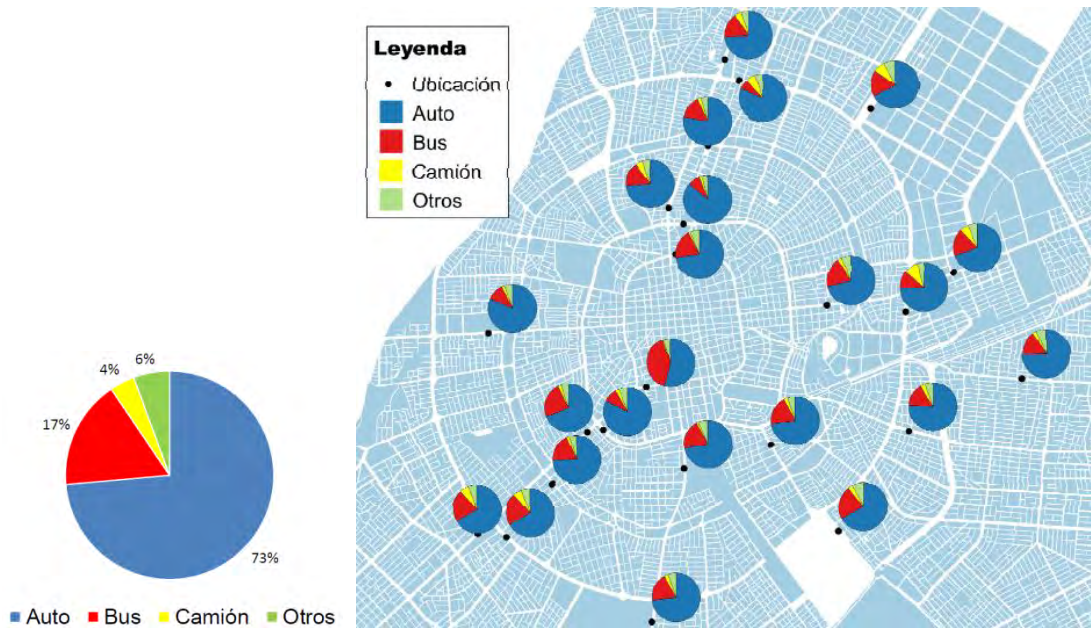 Leyenda
Ubicación
Auto
Bus
Camión
Otros
6%
4%
17%
73%
Auto Bus Camión Otros